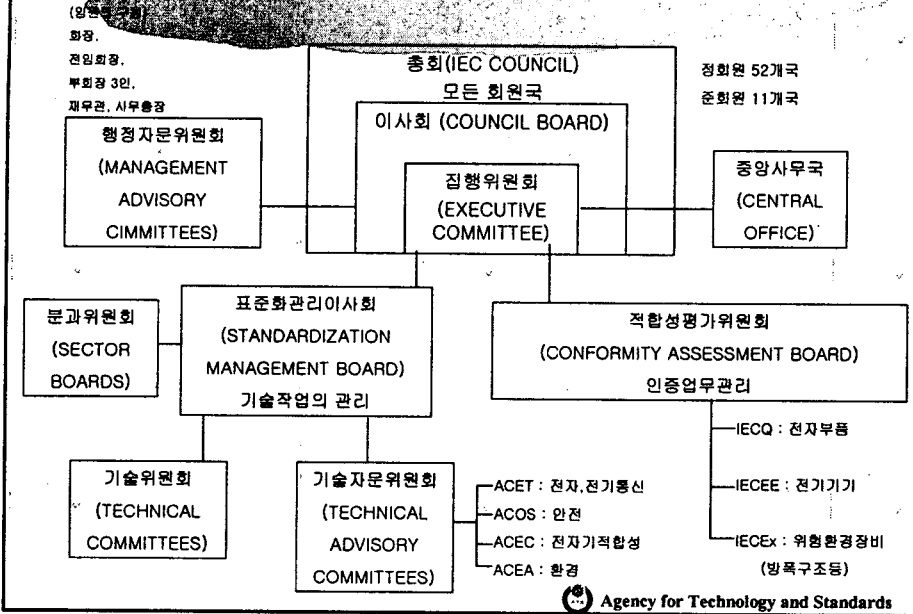 화장.
전임회장.
부회장 3인,
재무관, 사무총장
총회(IEC COUNCIL)
모든 회원국
정회원 52개국
준회원 11개국
이사회 (COUNCIL BOARD)
행정자문위원회
(MANAGEMENT
ADVISORY
CIMMITTEES)
집행위원회
(EXECUTIVE
COMMITTEE)
중앙사무국
(CENTRAL
OFFICE)
분과위원회
(SECTOR
BOARDS)
표준화관리이사회
(STANDARDIZATION
MANAGEMENT BOARD)
기술작업의 관리
적합성평가위원회
(CONFORMITY ASSESSMENT BOARD)
인증업무관리
IECQ : 전자부품
IECEE : 전기기기
IECEx : 위험환경장비
(방폭구조등)
기술위원회
(TECHNICAL
COMMITTEES)
기술자문위원회
(TECHNICAL
ADVISORY
COMMITTEES)
ACET : 전자,전기통신
ACOS : 안전
ACEC : 전자기적합성
ACEA : 환경
Agency for Technology and Standards